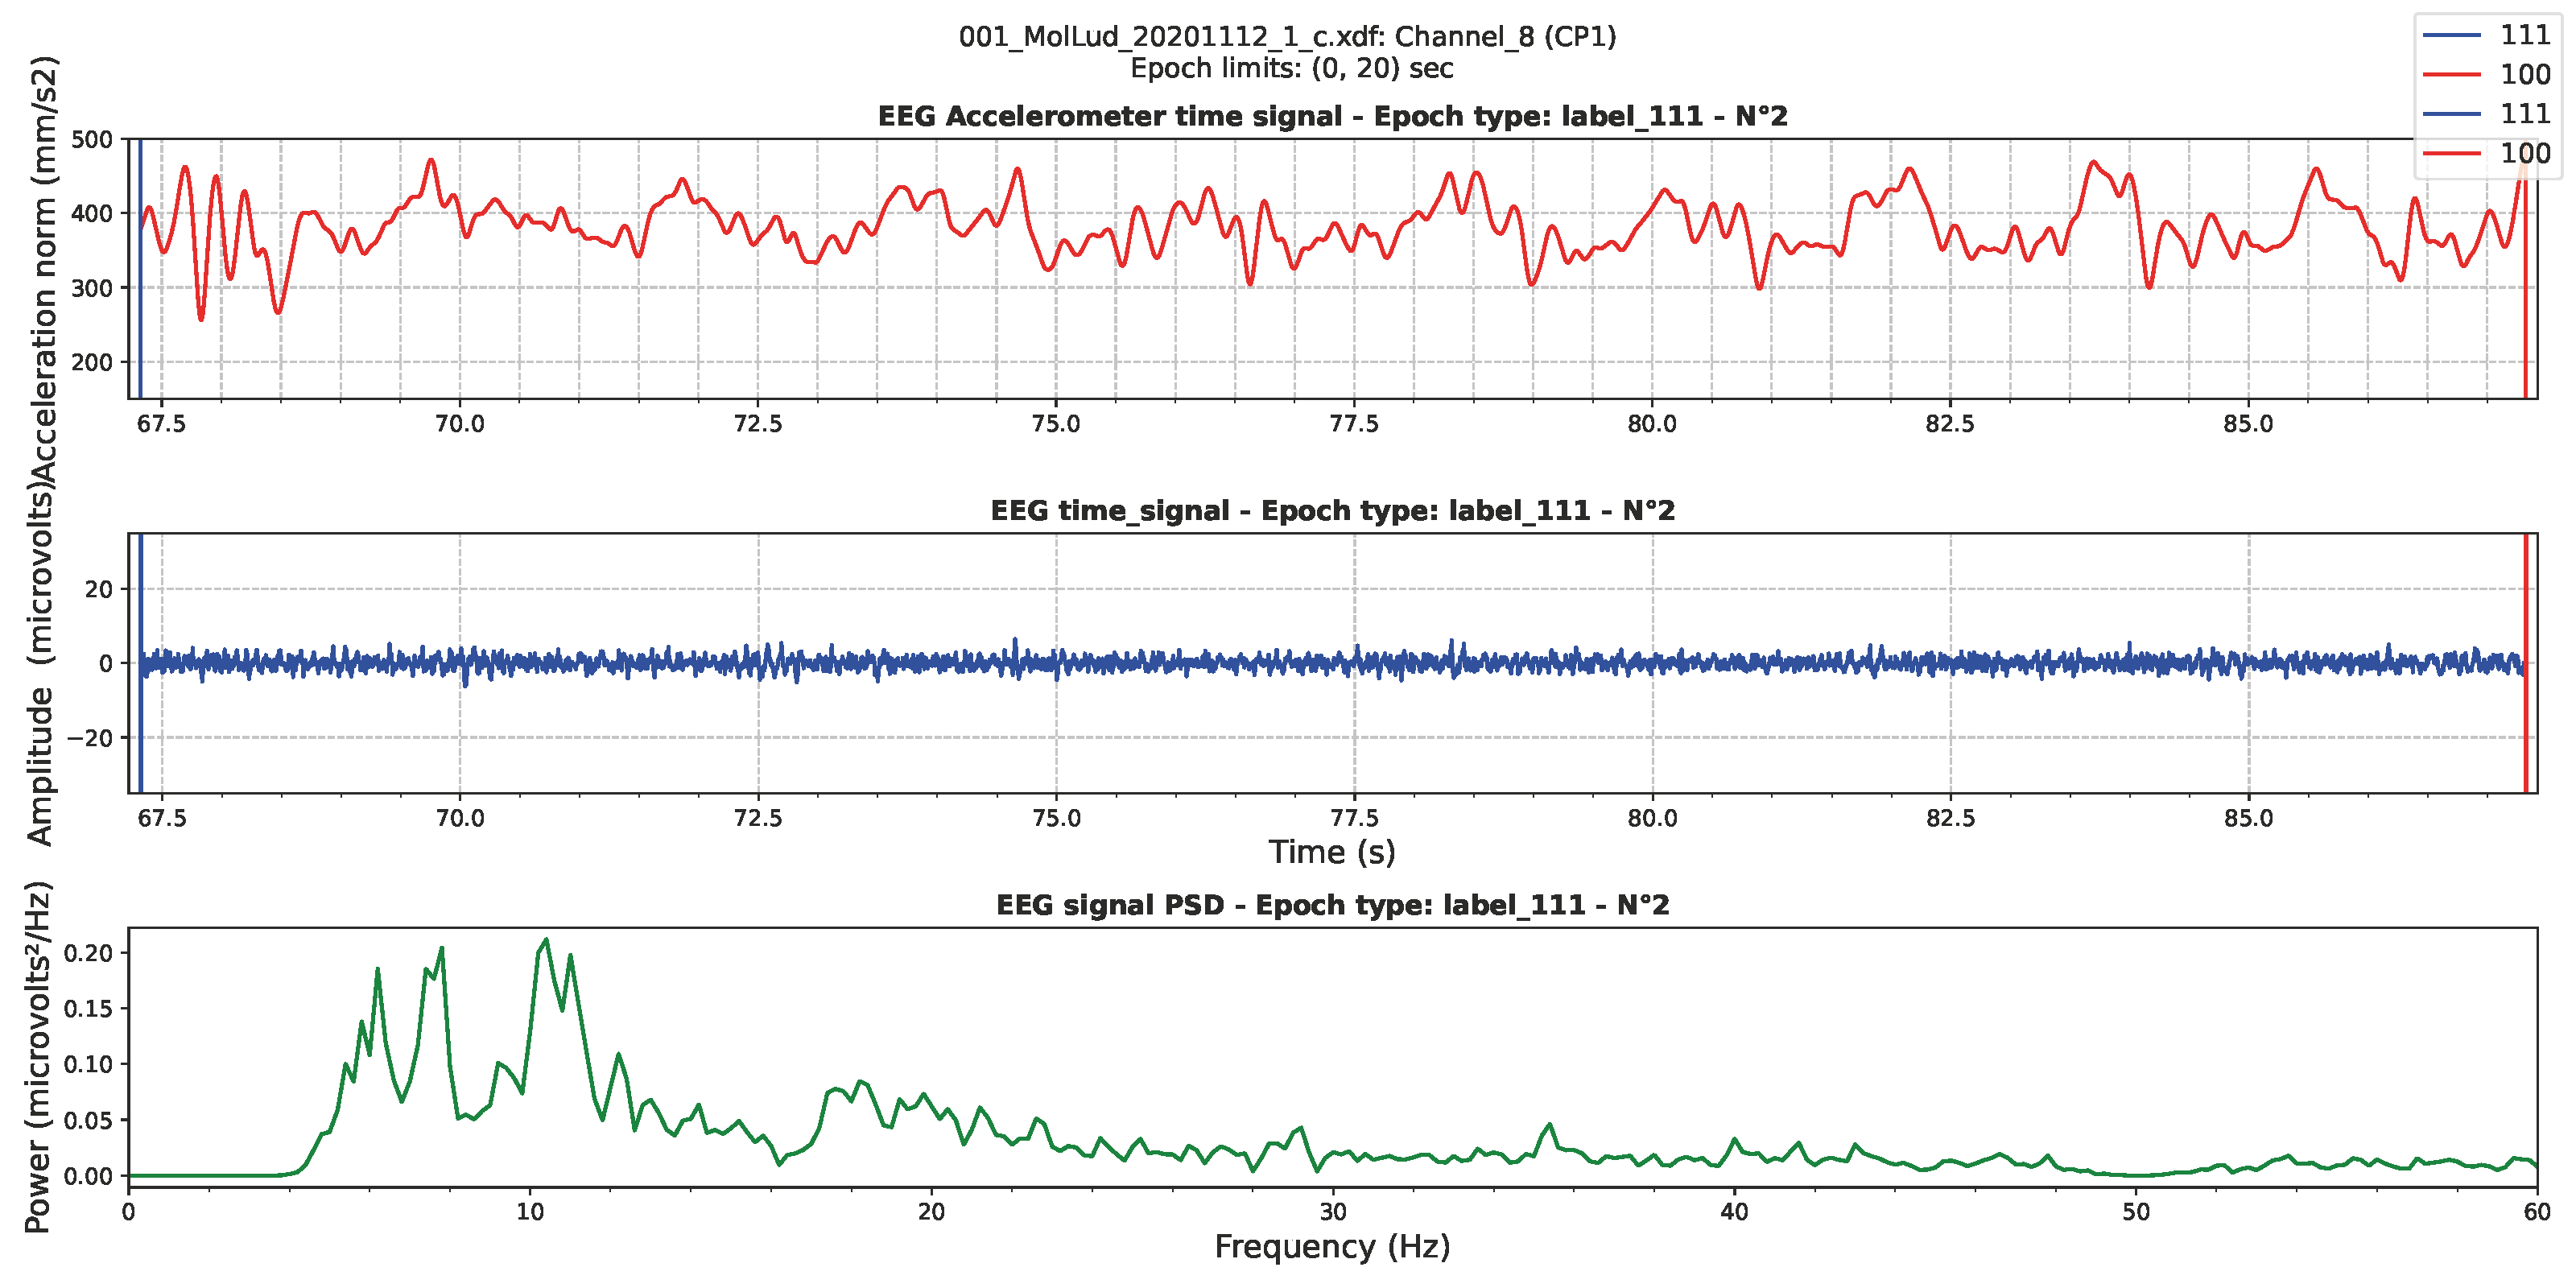 001_MolLud_20201112_1_c.xdf: Channel_8 (CP1)
Epoch limits: (0, 20) sec
111
100
111
100
EEG Accelerometer time signal - Epoch type: label_111 - N°2
Acceleration norm (mm/s2)
500
400
300
200
67.5 70.0 72.5 75.0 77.5 80.0 82.5 85.0
EEG time_signal - Epoch type: label_111 - N°2
Amplitude (microvolts)
20
0
−20
67.5 70.0 72.5 75.0 77.5 80.0 82.5 85.0
Time (s)
EEG signal PSD - Epoch type: label_111 - N°2
Power (microvolts²/Hz)
0.20
0.15
0.10
0.05
0.00
0 10 20 30 40 50 60
Frequency (Hz)